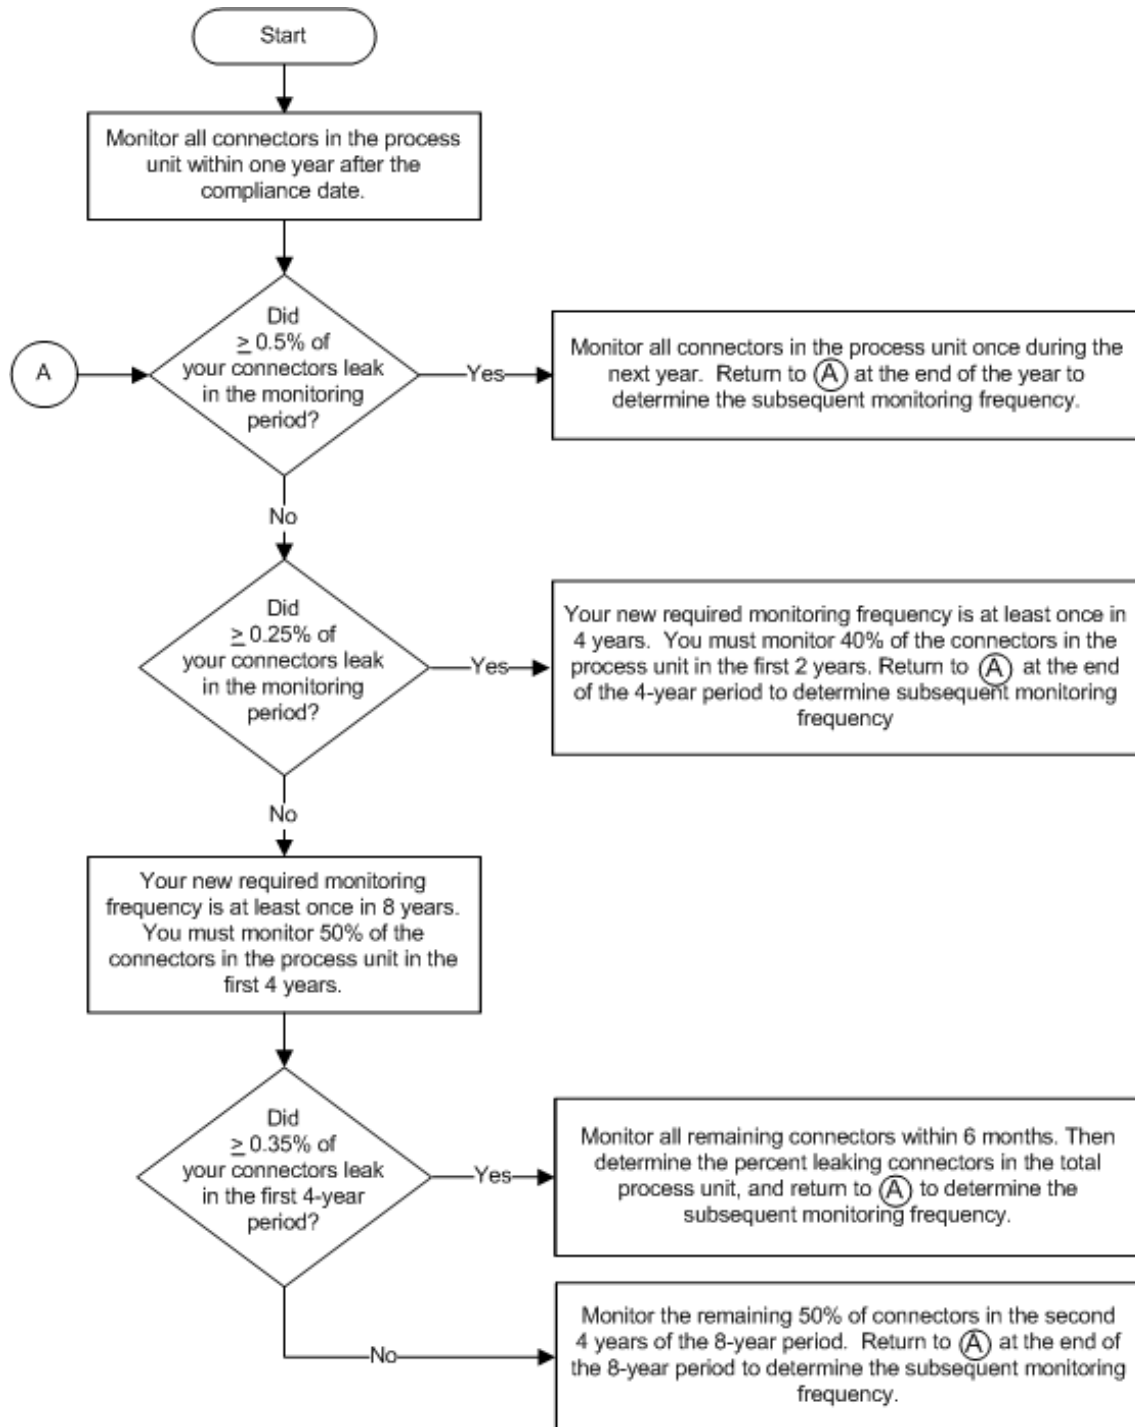 Start
Monitor all connectors in the process
unit within one year after the
compliance date.
Did
≥ 0.5% of
your connectors leak
in the monitoring
period?
A
Yes
Monitor all connectors in the process unit once during the
next year. Return to A at the end of the year to
determine the subsequent monitoring frequency.
No
Did
≥ 0.25% of
your connectors leak
in the monitoring
period?
Yes
Your new required monitoring frequency is at least once in
4 years. You must monitor 40% of the connectors in the
process unit in the first 2 years. Return to A at the end
of the 4-year period to determine subsequent monitoring
frequency
No
Your new required monitoring
frequency is at least once in 8 years.
You must monitor 50% of the
connectors in the process unit in the
first 4 years.
Did
≥ 0.35% of
your connectors leak
in the first 4-year
period?
Yes
Monitor all remaining connectors within 6 months. Then
determine the percent leaking connectors in the total
process unit, and return to A to determine the
subsequent monitoring frequency.
No
Monitor the remaining 50% of connectors in the second
4 years of the 8-year period. Return to A at the end of
the 8-year period to determine the subsequent monitoring
frequency.